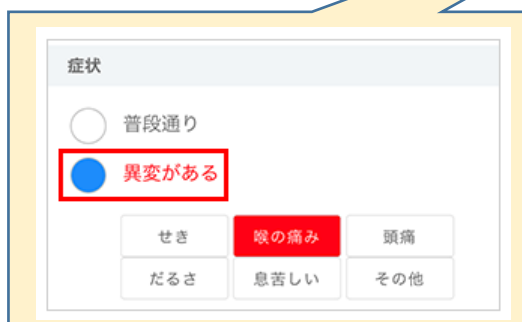 症状
普段通り
異変がある
せき 喉の痛み 頭痛
だるさ 息苦しい その他